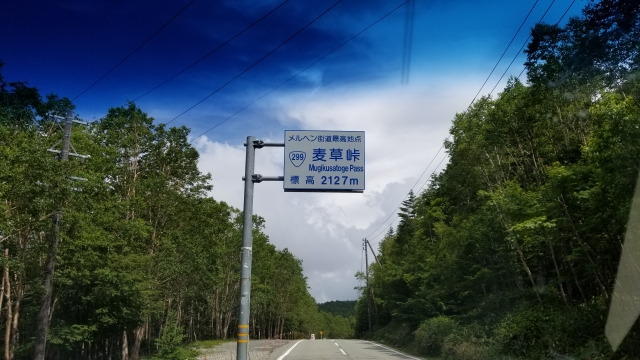 メルヘン街道最高地点
299 麦草峠
Mugikusatoge Pass
標高 2127m